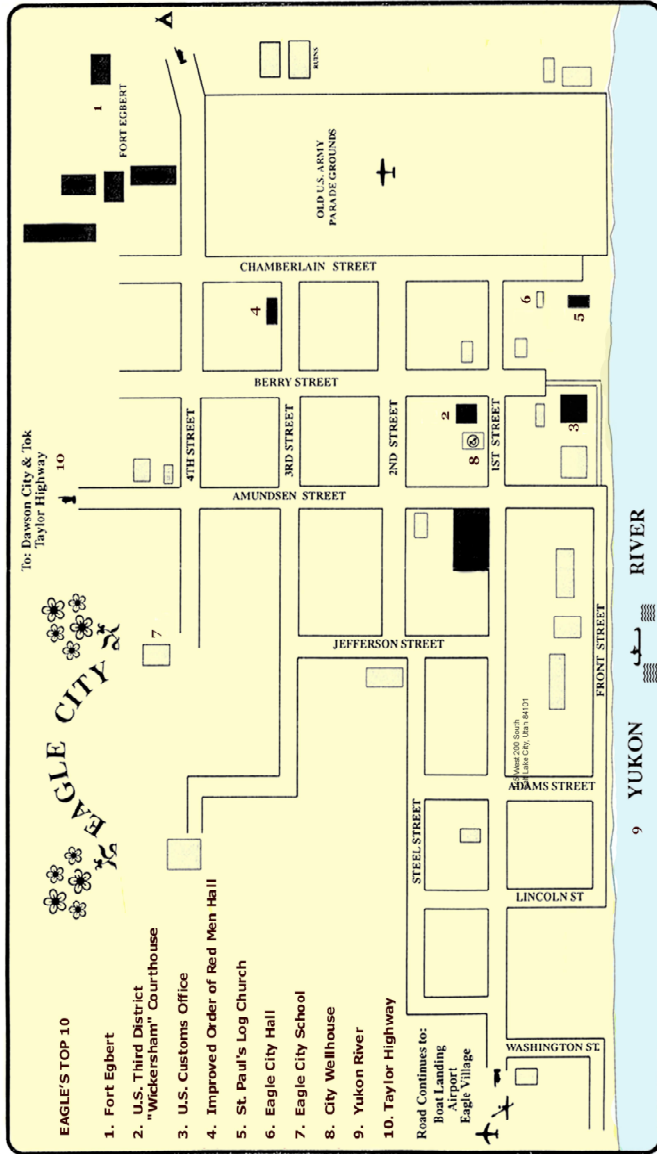 To: Dawson City & Tok
Taylor Highway
10
EAGLE CITY
EAGLE'S TOP 10
1. Fort Egbert
2. U.S. Third District
"Wickersham" Courthouse
3. U.S. Customs Office
4. Improved Order of Red Men Hall
5. St. Paul's Log Church
6. Eagle City Hall
7. Eagle City School
8. City Wellhouse
9. Yukon River
10. Taylor Highway
1
FORT EGBERT
RUINS
OLD U.S. ARMY
PARADE GROUNDS
CHAMBERLAIN STREET
4
6
5
BERRY STREET
4TH STREET
3RD STREET
2ND STREET
1ST STREET
2
8
3
AMUNDSEN STREET
7
JEFFERSON STREET
FRONT STREET
West 200 South
Lake City, Utah 84101
ADAMS STREET
STEEL STREET
LINCOLN ST
WASHINGTON ST.
Road Continues to:
Boat Landing
Airport
Eagle Village
9 YUKON RIVER